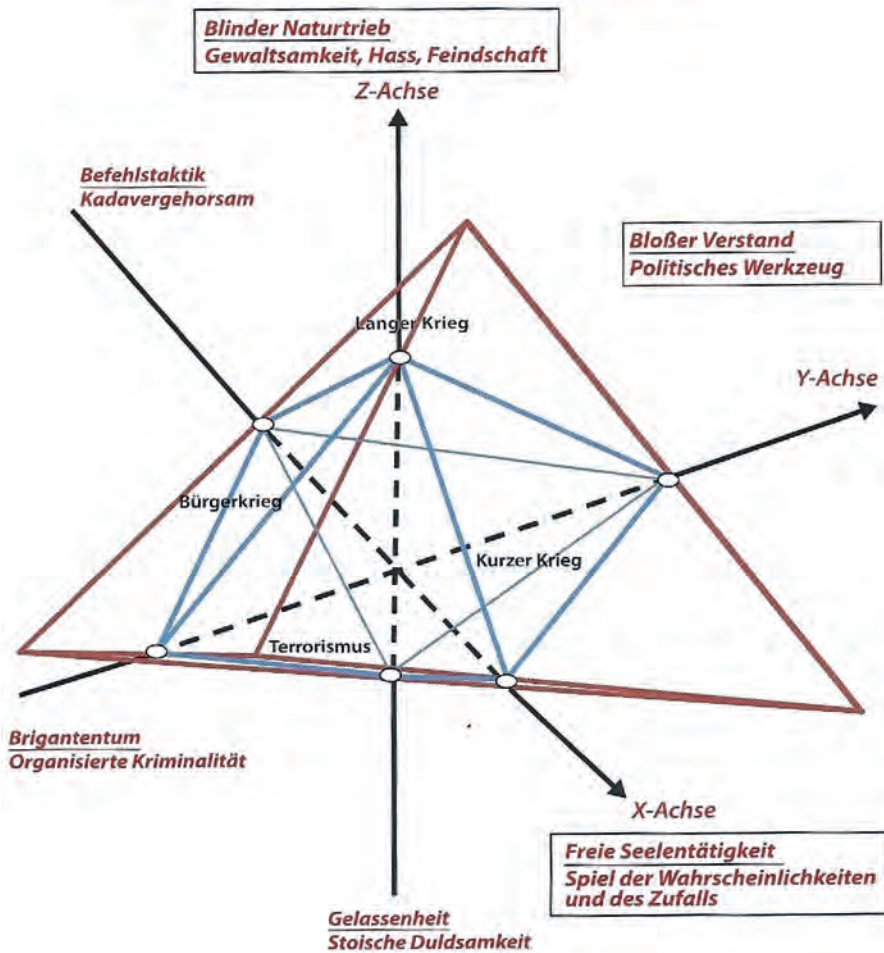 Blinder Naturtrieb
Gewaltsamkeit, Hass, Feindschaft
Z-Achse
Befehlstaktik
Kadavergehorsam
Bloßer Verstand
Politisches Werkzeug
Langer Krieg
Y-Achse
Bürgerkrieg
Kurzer Krieg
Terrorismus
Brigantentum
Organisierte Kriminalität
X-Achse
Freie Seelentätigkeit
Spiel der Wahrscheinlichkeiten
und des Zufalls
Gelassenheit
Stoische Duldsamkeit